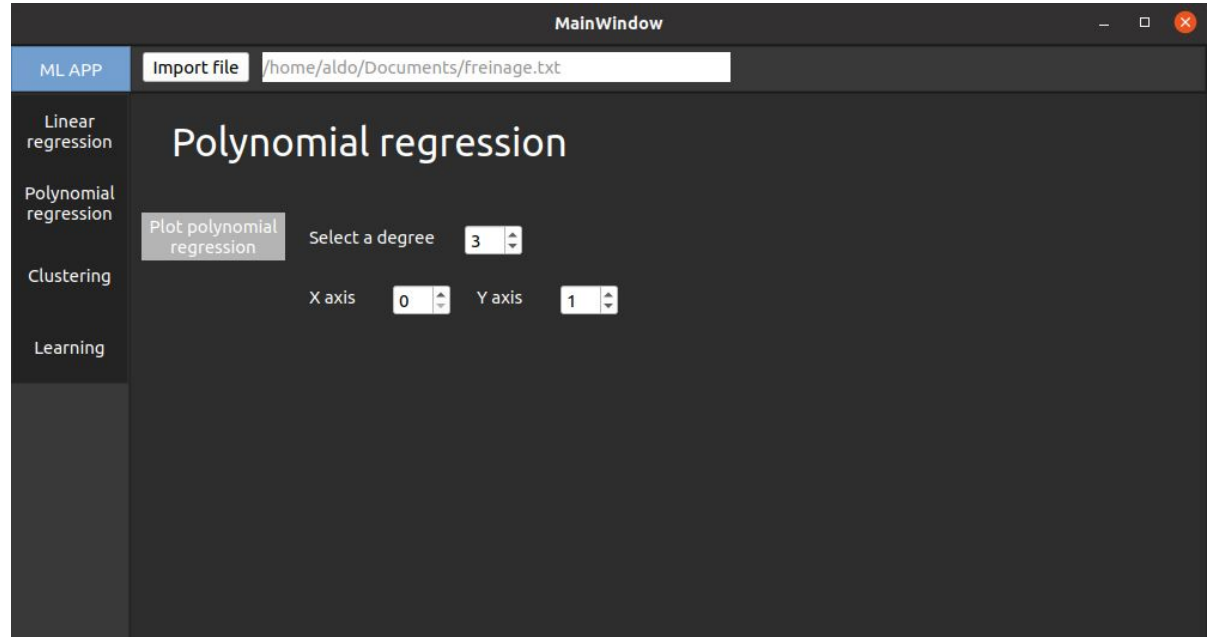 MainWindow
ML APP
Import file
/home/aldo/Documents/freinage.txt
Linear
regression
Polynomial
regression
Clustering
Learning
Polynomial regression
Plot polynomial
regression
Select a degree
3
X axis
0
Y axis
1